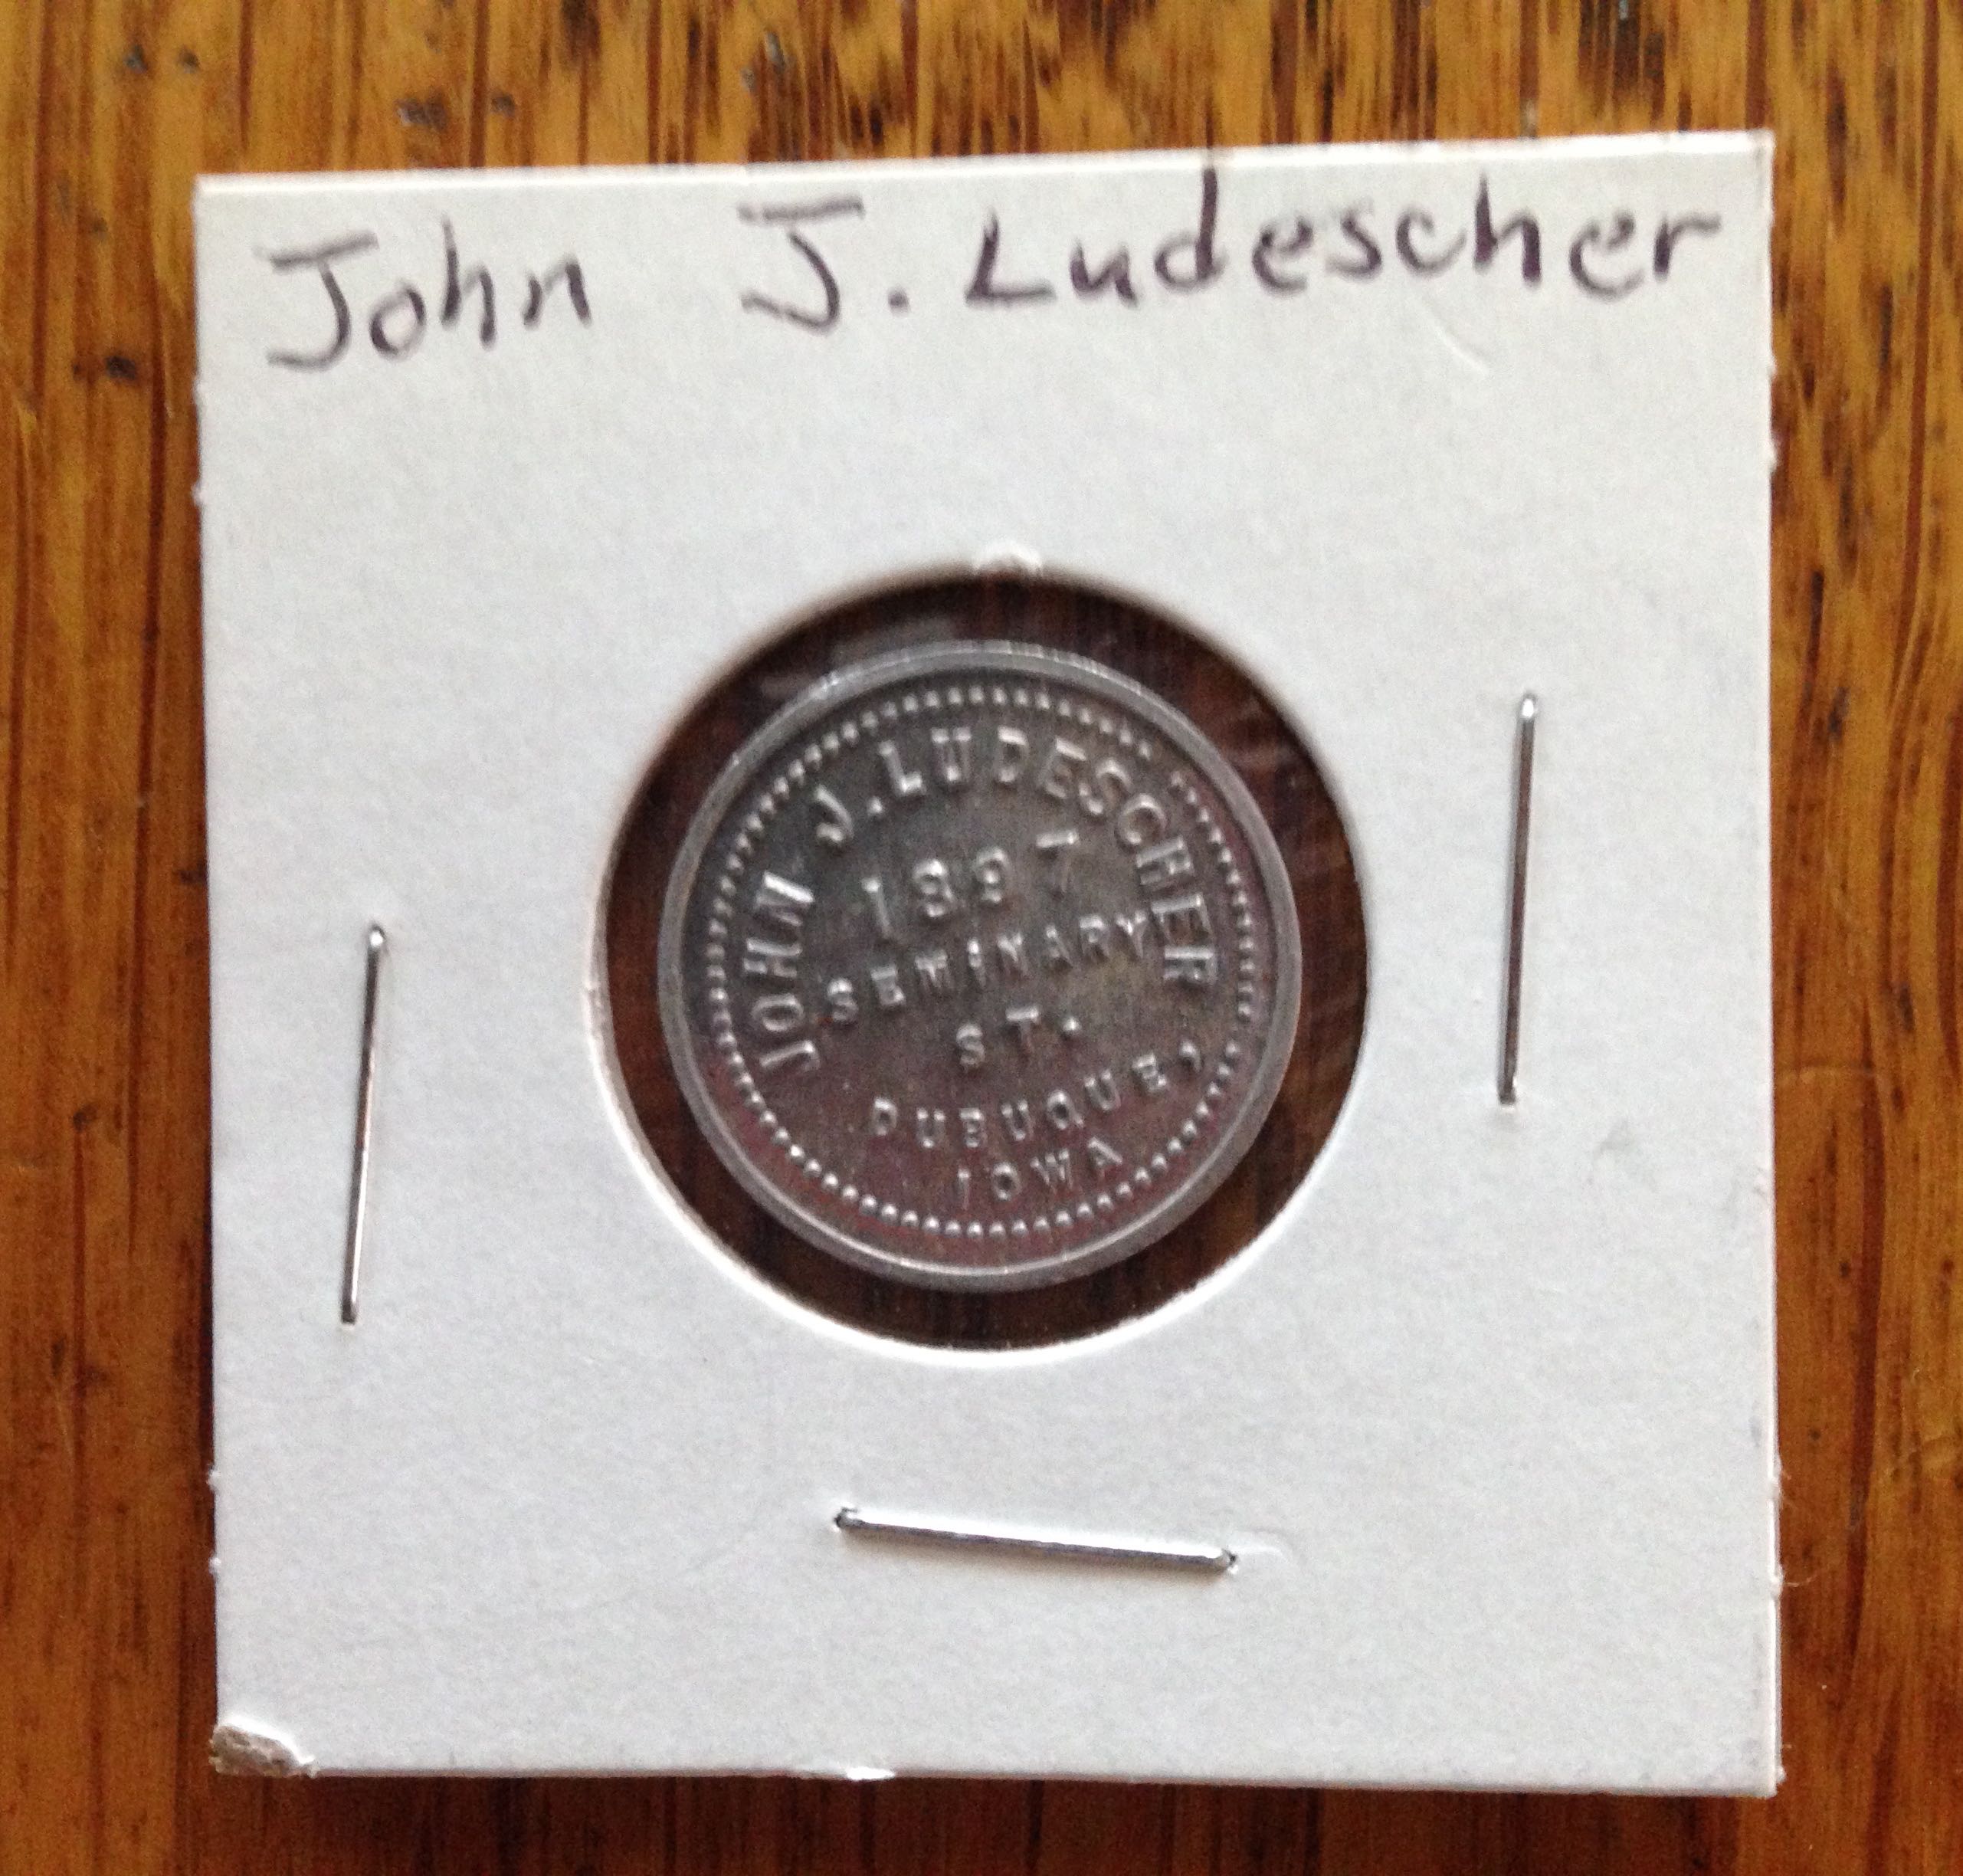 John J. Ludescher
JOHN J. LUDESCHER
1897
SEMINARY
ST.
DUBUQUE,
IOWA